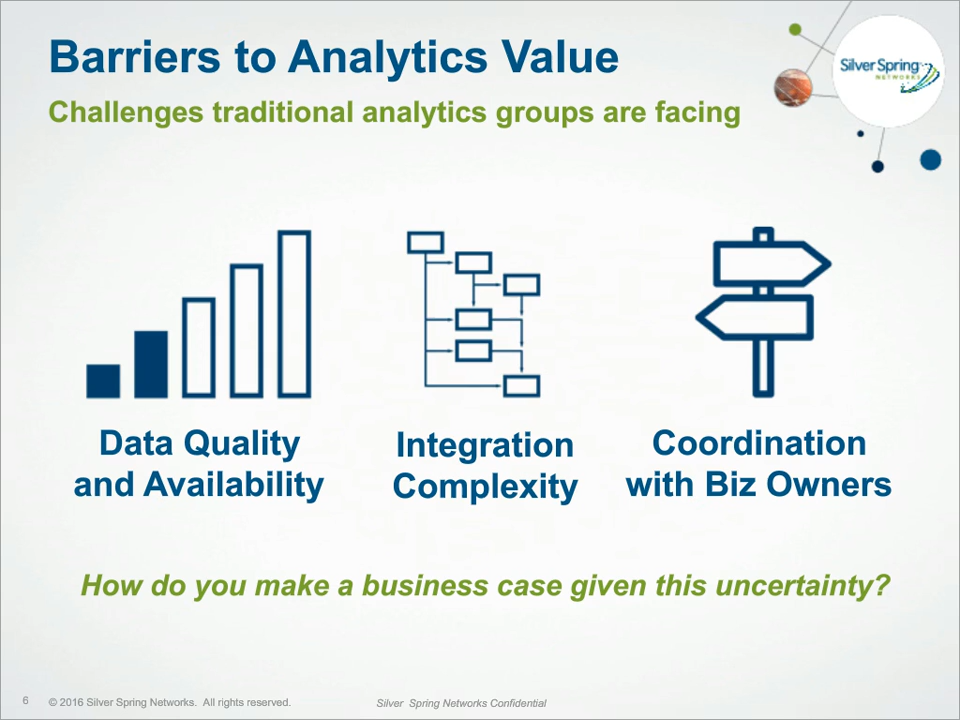 Barriers to Analytics Value
Challenges traditional analytics groups are facing
Silver Spring
NETWORKS
Data Quality
and Availability
Integration
Complexity
Coordination
with Biz Owners
How do you make a business case given this uncertainty?
6
© 2016 Silver Spring Networks. All rights reserved.
Silver Spring Networks Confidential